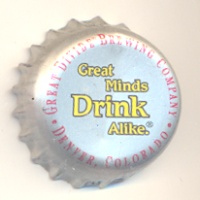 • GREAT DIVIDE BREWING COMPANY •
Great
Minds
Drink
Alike.®
DENVER, COLORADO